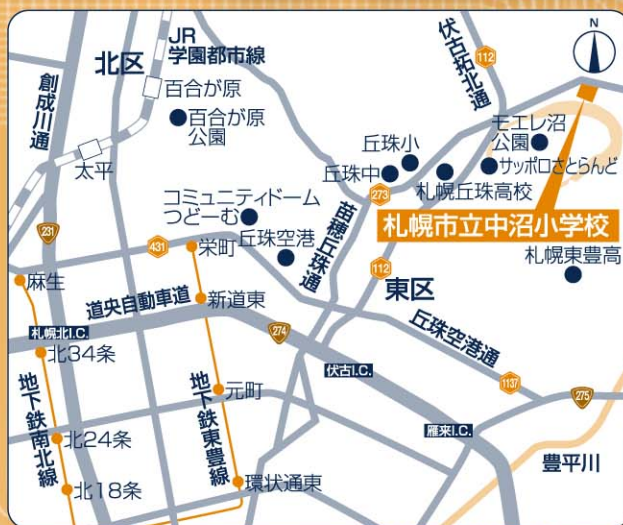 N
JR
学園都市線
北区
創成川通
百合が原
百合が原
公園
太平
伏古拓北通
112
モエレ沼
公園
丘珠小
丘珠中
札幌丘珠高校
サッポロさとらんど
273
コミュニティドーム
つどーむ
苗穂丘珠通
札幌市立中沼小学校
231
431
栄町
丘珠空港
112
札幌東豊高
東区
麻生
道央自動車道
新道東
丘珠空港通
札幌北I.C.
274
北34条
伏古I.C.
1137
275
地下鉄南北線
地下鉄東豊線
元町
北24条
雁来I.C.
豊平川
北18条
環状通東